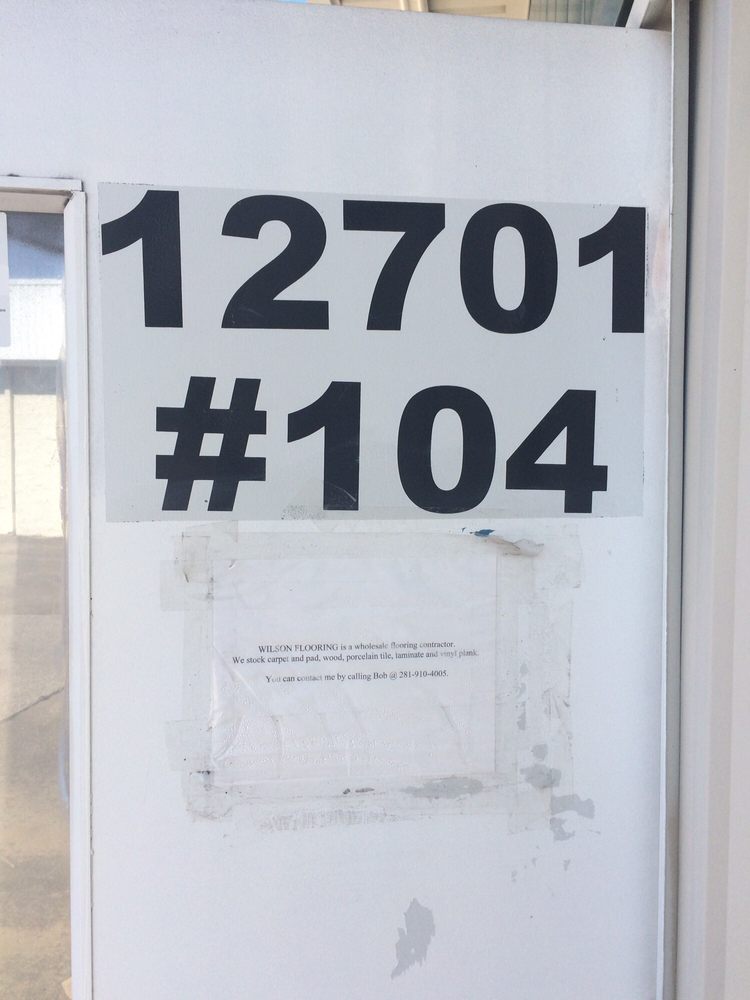 12701
#104
WILSON FLOORING is a wholesale flooring contractor.
We stock carpet and pad, wood, porcelain tile, laminate and vinyl plank.
You can contact me by calling Bob @ 281-910-4005.